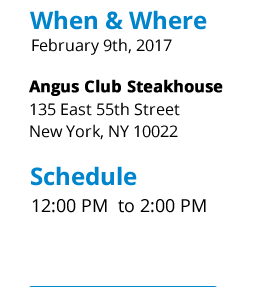 When & Where
February 9th, 2017
Angus Club Steakhouse
135 East 55th Street
New York, NY 10022
Schedule
12:00 PM  to 2:00 PM